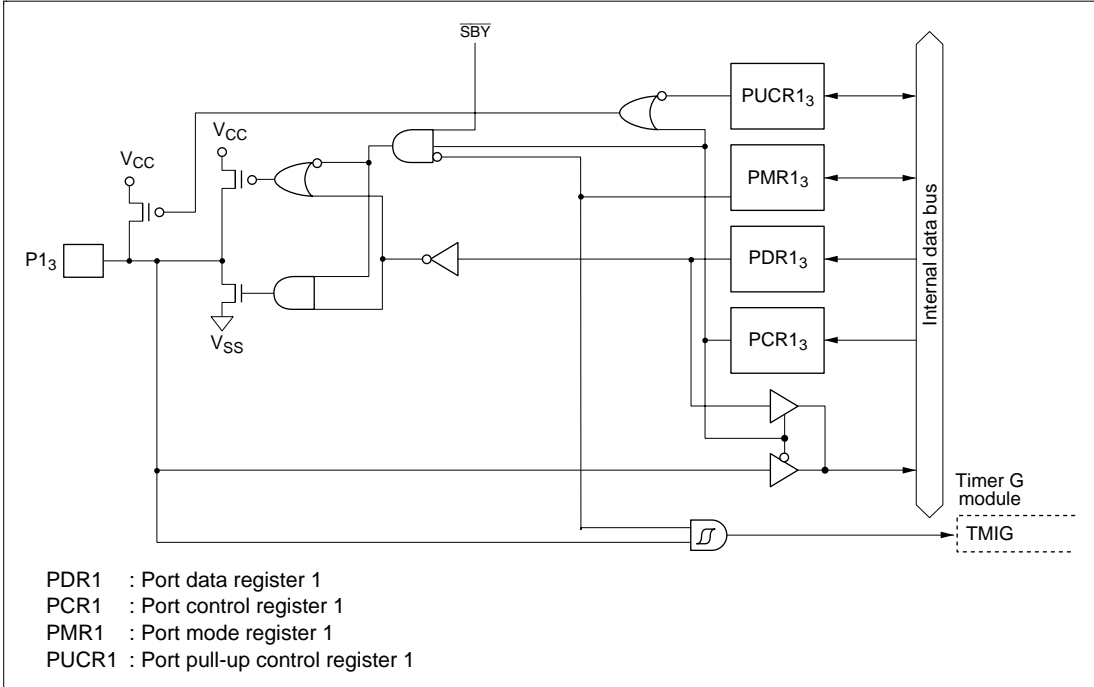 SBY
PUCR1₃
V_CC
V_CC
PMR1₃
P1₃
PDR1₃
V_SS
PCR1₃
Internal data bus
Timer G
module
TMIG
PDR1 : Port data register 1
PCR1 : Port control register 1
PMR1 : Port mode register 1
PUCR1 : Port pull-up control register 1